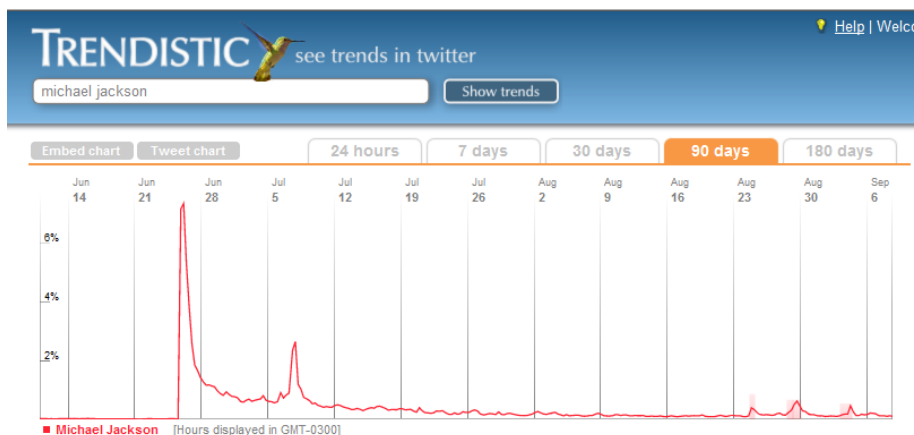 Help | Welco
TRENDISTIC see trends in twitter
michael jackson Show trends
Embed chart Tweet chart 24 hours 7 days 30 days 90 days 180 days
Jun Jun Jun Jul Jul Jul Jul Aug Aug Aug Aug Aug Sep
14 21 28 5 12 19 26 2 9 16 23 30 6
6%
4%
2%
Michael Jackson [Hours displayed in GMT-0300]